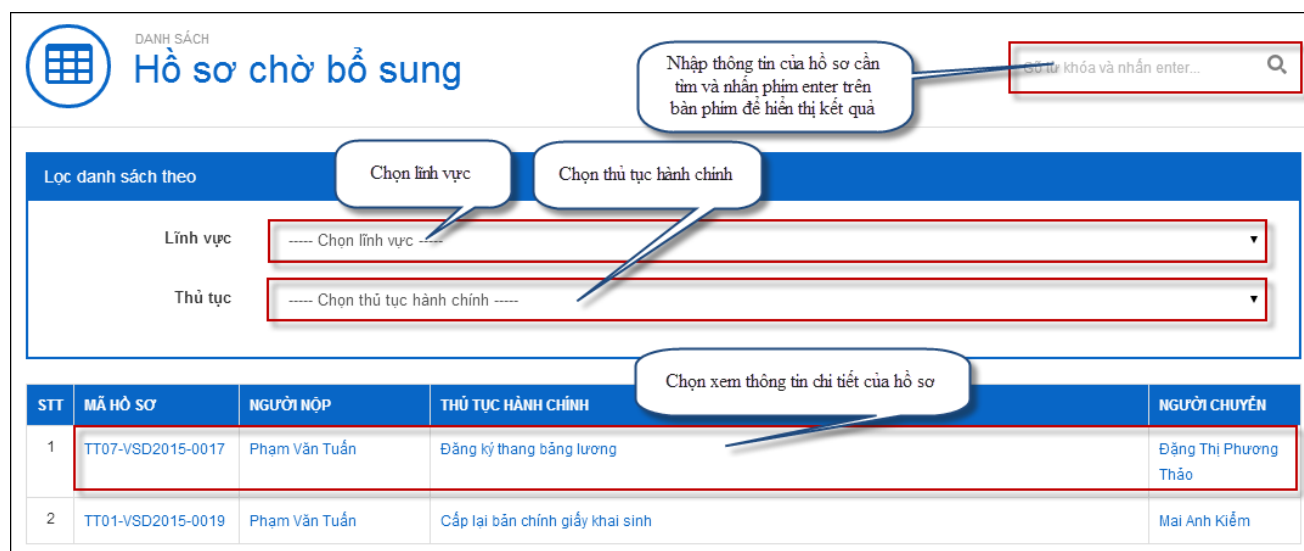 DANH SÁCH
Hồ sơ chờ bổ sung
Nhập thông tin của hồ sơ cần
tìm và nhấn phím enter trên
bàn phím để hiển thị kết quả
Gõ từ khóa và nhấn enter...
Lọc danh sách theo
Chọn lĩnh vực
Chọn thủ tục hành chính
Lĩnh vực
----- Chọn lĩnh vực -----
Thủ tục
----- Chọn thủ tục hành chính -----
Chọn xem thông tin chi tiết của hồ sơ
STT MÃ HỒ SƠ NGƯỜI NỘP THỦ TỤC HÀNH CHÍNH NGƯỜI CHUYỂN
1 TT07-VSD2015-0017 Phạm Văn Tuấn Đăng ký thang bảng lương Đặng Thị Phương
Thảo
2 TT01-VSD2015-0019 Phạm Văn Tuấn Cấp lại bản chính giấy khai sinh Mai Anh Kiểm